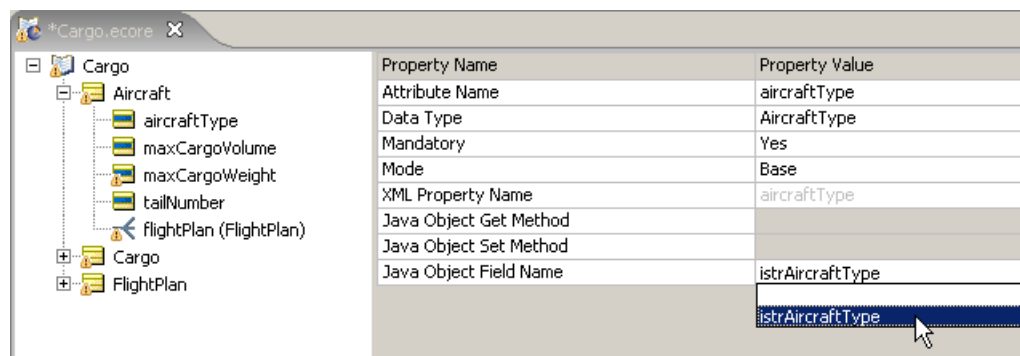 *Cargo.ecore
Cargo
Aircraft
aircraftType
maxCargoVolume
maxCargoWeight
tailNumber
flightPlan (FlightPlan)
Cargo
FlightPlan
Property Name Property Value
Attribute Name aircraftType
Data Type AircraftType
Mandatory Yes
Mode Base
XML Property Name aircraftType
Java Object Get Method
Java Object Set Method
Java Object Field Name istrAircraftType
istrAircraftType